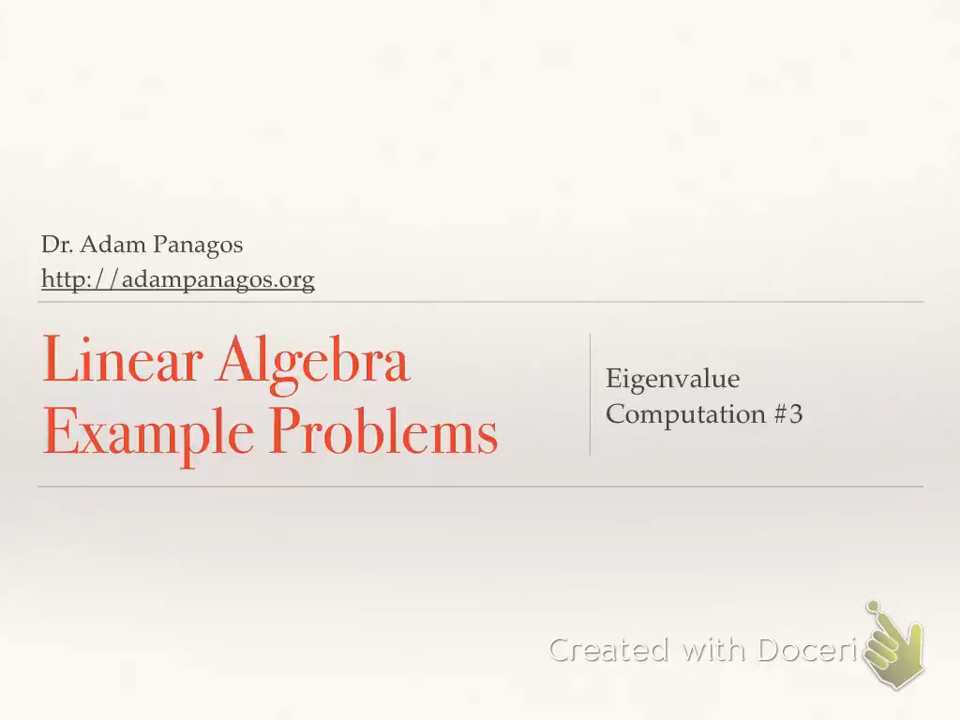 Dr. Adam Panagos
http://adampanagos.org
Linear Algebra
Example Problems
Eigenvalue
Computation #3
Created with Doceri